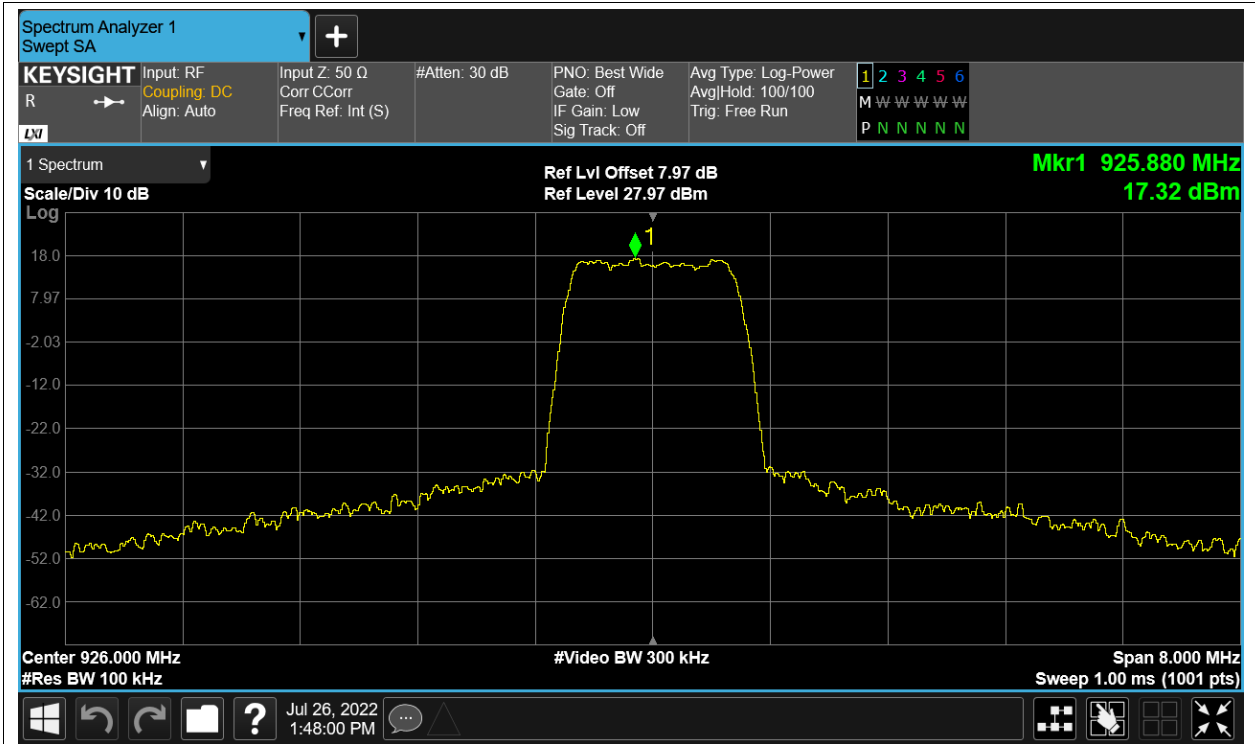 Spectrum Analyzer 1
Swept SA
KEYSIGHT
R
LXI
Input: RF
Coupling: DC
Align: Auto
Input Z: 50 Ω
Corr CCorr
Freq Ref: Int (S)
#Atten: 30 dB
PNO: Best Wide
Gate: Off
IF Gain: Low
Sig Track: Off
Avg Type: Log-Power
Avg|Hold: 100/100
Trig: Free Run
1 2 3 4 5 6
M W W W W W
P N N N N N
1 Spectrum
Scale/Div 10 dB
Log
Ref Lvl Offset 7.97 dB
Ref Level 27.97 dBm
Mkr1 925.880 MHz
17.32 dBm
1
18.0
7.97
-2.03
-12.0
-22.0
-32.0
-42.0
-52.0
-62.0
Center 926.000 MHz
#Res BW 100 kHz
#Video BW 300 kHz
Span 8.000 MHz
Sweep 1.00 ms (1001 pts)
?
Jul 26, 2022
1:48:00 PM